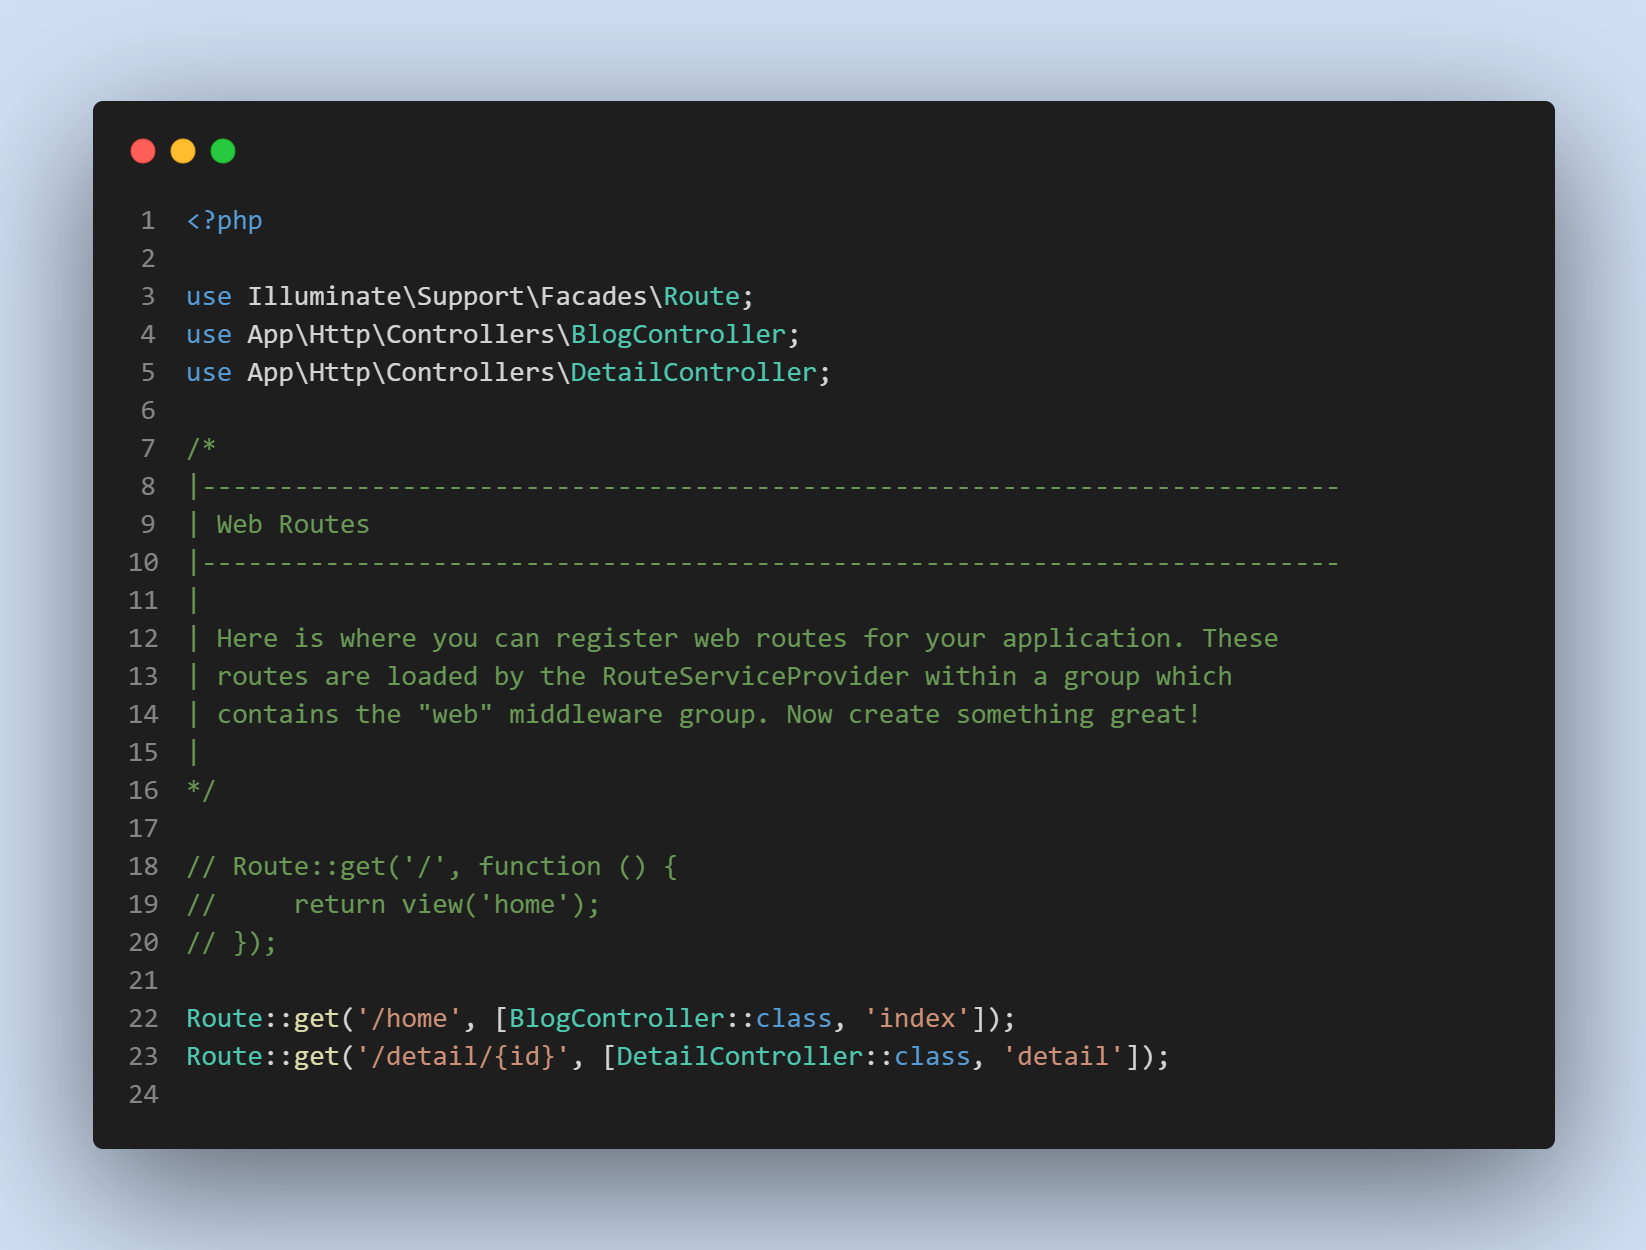 1 <?php
2
3 use Illuminate\Support\Facades\Route;
4 use App\Http\Controllers\BlogController;
5 use App\Http\Controllers\DetailController;
6
7 /*
8 |--------------------------------------------------------------------------
9 | Web Routes
10 |--------------------------------------------------------------------------
11 |
12 | Here is where you can register web routes for your application. These
13 | routes are loaded by the RouteServiceProvider within a group which
14 | contains the "web" middleware group. Now create something great!
15 |
16 */
17
18 // Route::get('/', function () {
19 //     return view('home');
20 // });
21
22 Route::get('/home', [BlogController::class, 'index']);
23 Route::get('/detail/{id}', [DetailController::class, 'detail']);
24